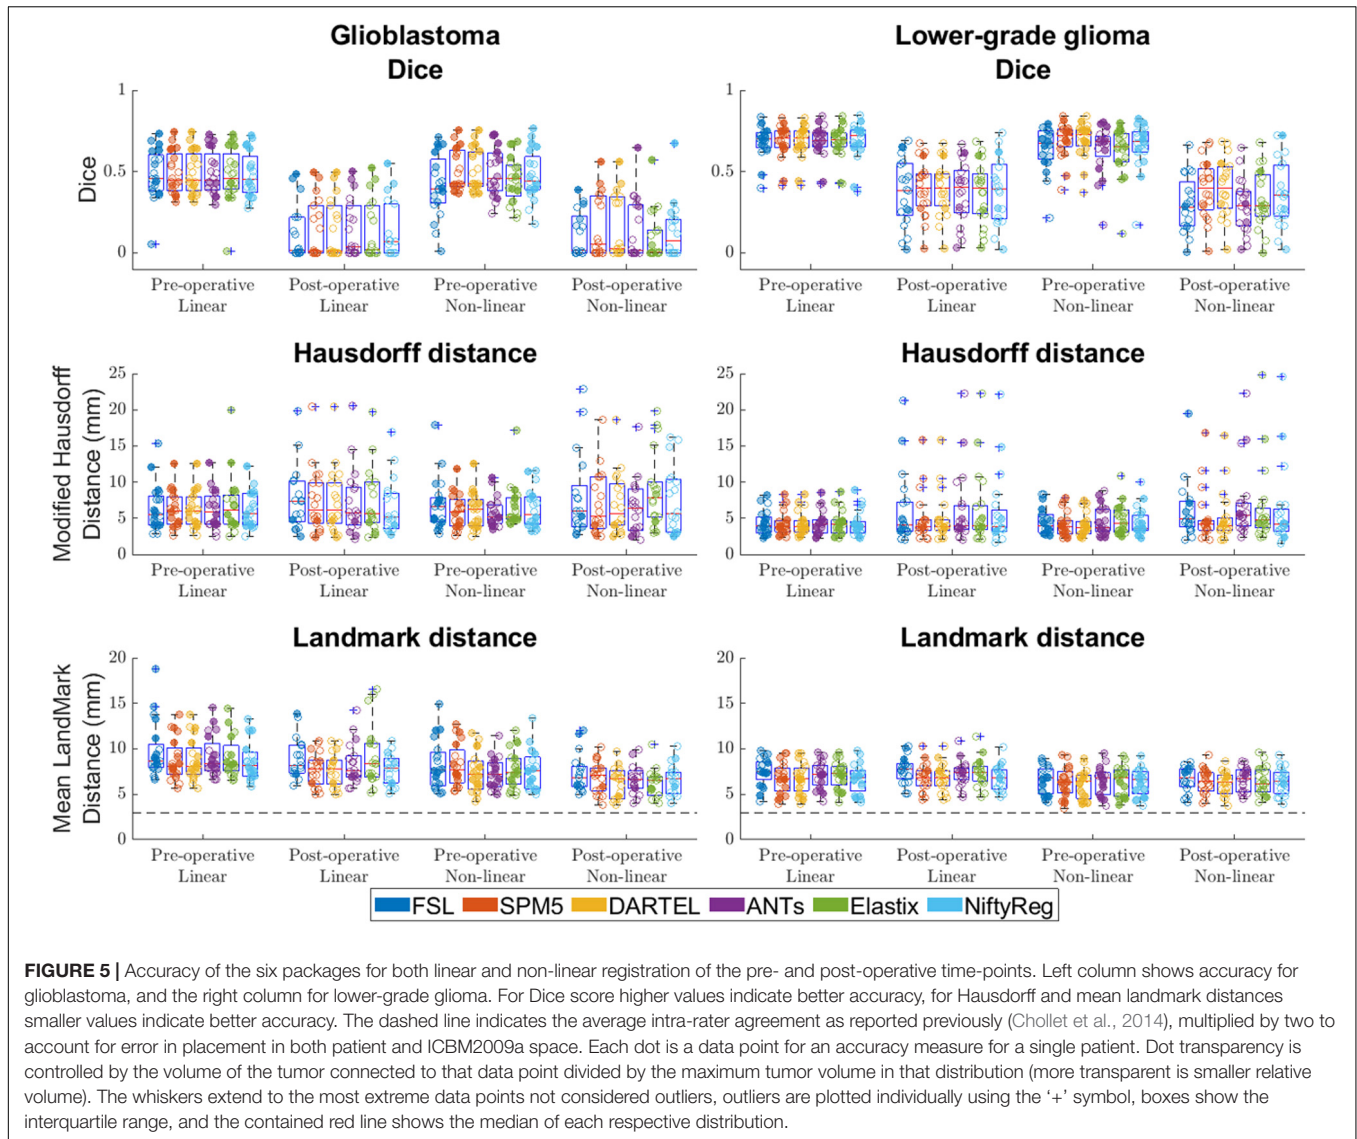 Glioblastoma
Dice
Lower-grade glioma
Dice
Dice
1
0.5
0
Pre-operative Linear
Post-operative Linear
Pre-operative Non-linear
Post-operative Non-linear
1
0.5
0
Pre-operative Linear
Post-operative Linear
Pre-operative Non-linear
Post-operative Non-linear
Hausdorff distance
Hausdorff distance
Modified Hausdorff
Distance (mm)
25
20
15
10
5
0
Pre-operative Linear
Post-operative Linear
Pre-operative Non-linear
Post-operative Non-linear
25
20
15
10
5
0
Pre-operative Linear
Post-operative Linear
Pre-operative Non-linear
Post-operative Non-linear
Landmark distance
Landmark distance
Mean LandMark
Distance (mm)
20
15
10
5
0
Pre-operative Linear
Post-operative Linear
Pre-operative Non-linear
Post-operative Non-linear
20
15
10
5
0
Pre-operative Linear
Post-operative Linear
Pre-operative Non-linear
Post-operative Non-linear
FSL SPM5 DARTEL ANTs Elastix NiftyReg
FIGURE 5 | Accuracy of the six packages for both linear and non-linear registration of the pre- and post-operative time-points. Left column shows accuracy for
glioblastoma, and the right column for lower-grade glioma. For Dice score higher values indicate better accuracy, for Hausdorff and mean landmark distances
smaller values indicate better accuracy. The dashed line indicates the average intra-rater agreement as reported previously (Chollet et al., 2014), multiplied by two to
account for error in placement in both patient and ICBM2009a space. Each dot is a data point for an accuracy measure for a single patient. Dot transparency is
controlled by the volume of the tumor connected to that data point divided by the maximum tumor volume in that distribution (more transparent is smaller relative
volume). The whiskers extend to the most extreme data points not considered outliers, outliers are plotted individually using the ‘+’ symbol, boxes show the
interquartile range, and the contained red line shows the median of each respective distribution.